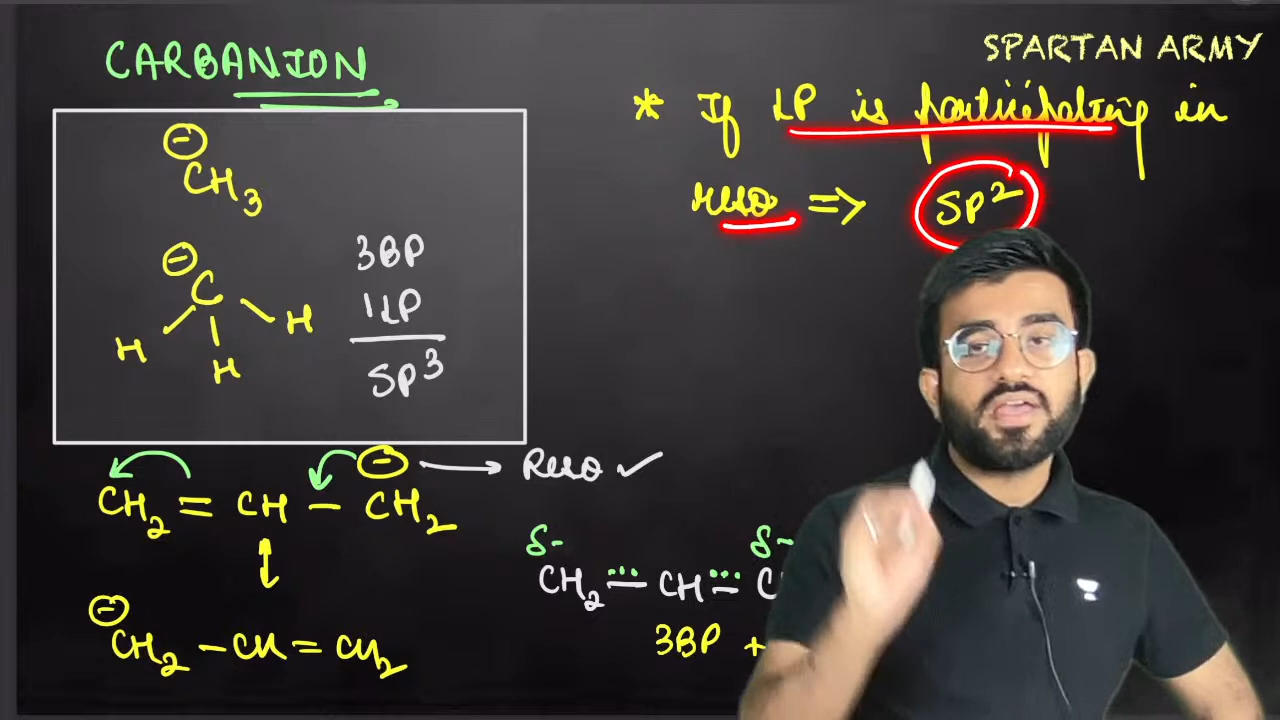 CARBANION
SPARTAN ARMY
* If LP is participating in
reso => SP²
⊖
CH₃
⊖
C
H H H
3BP
1LP
SP³
⊖ → Reso ✓
CH₂ = CH – CH₂
δ- δ-
CH₂ CH C
⊖
CH₂ – CH = CH₂
3BP +